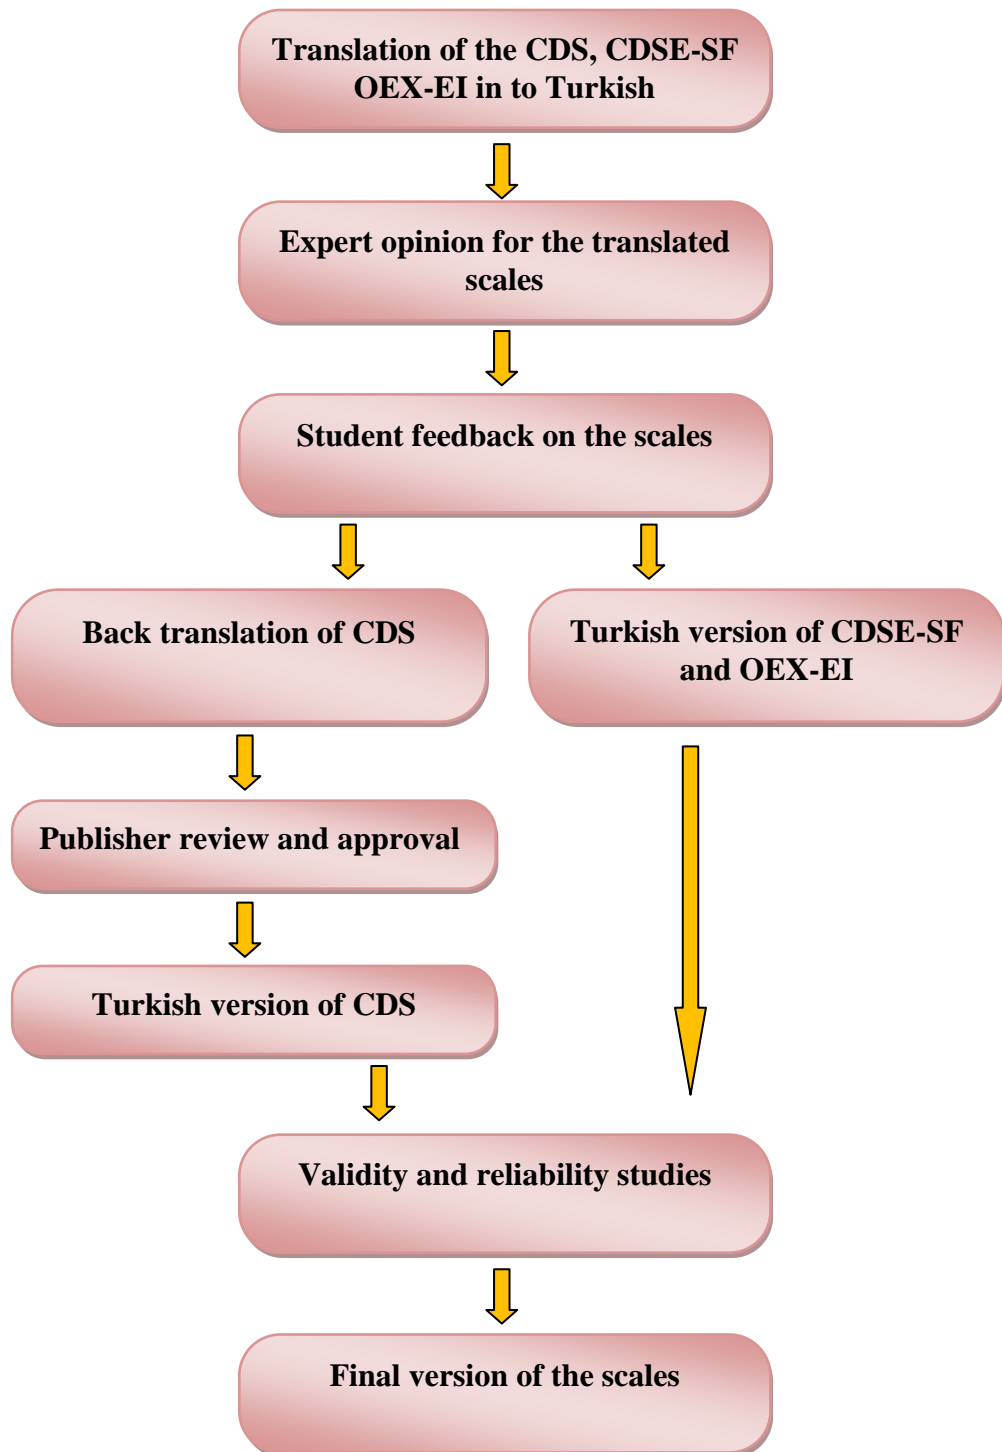 Translation of the CDS, CDSE-SF
OEX-EI in to Turkish
Expert opinion for the translated
scales
Student feedback on the scales
Back translation of CDS
Turkish version of CDSE-SF
and OEX-EI
Publisher review and approval
Turkish version of CDS
Validity and reliability studies
Final version of the scales